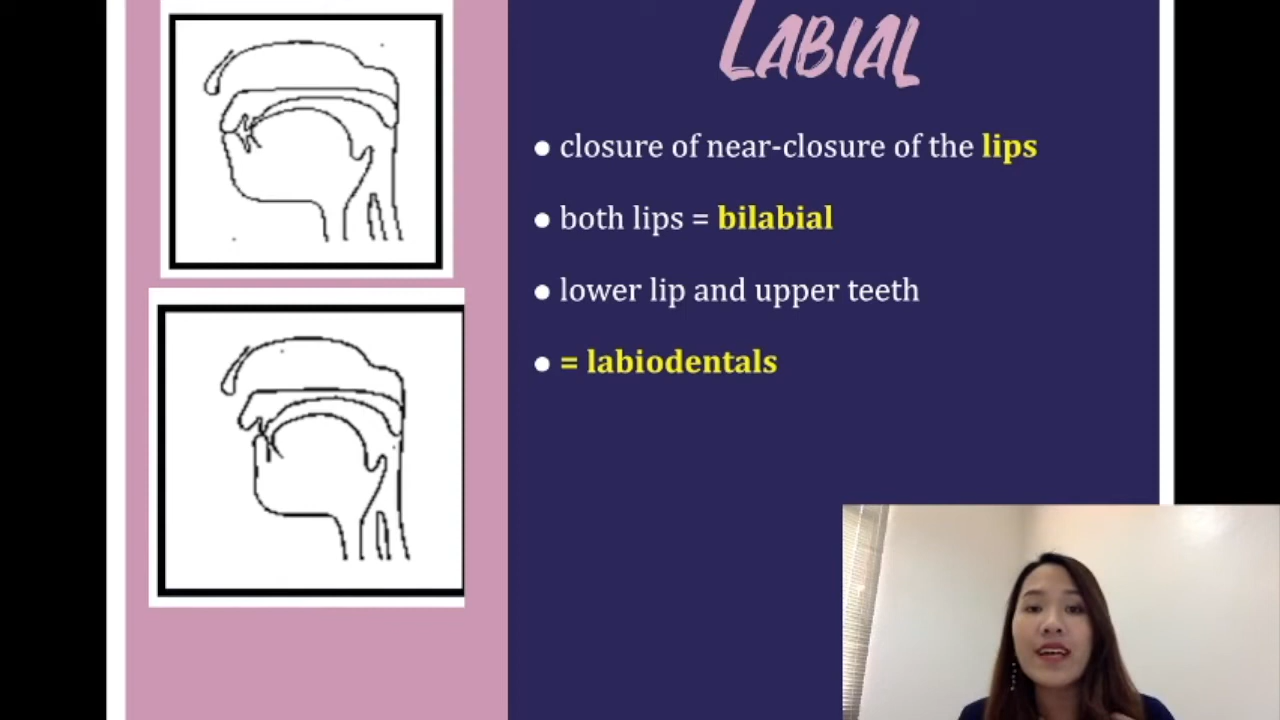 LABIAL
● closure of near-closure of the lips
● both lips = bilabial
● lower lip and upper teeth
● = labiodentals